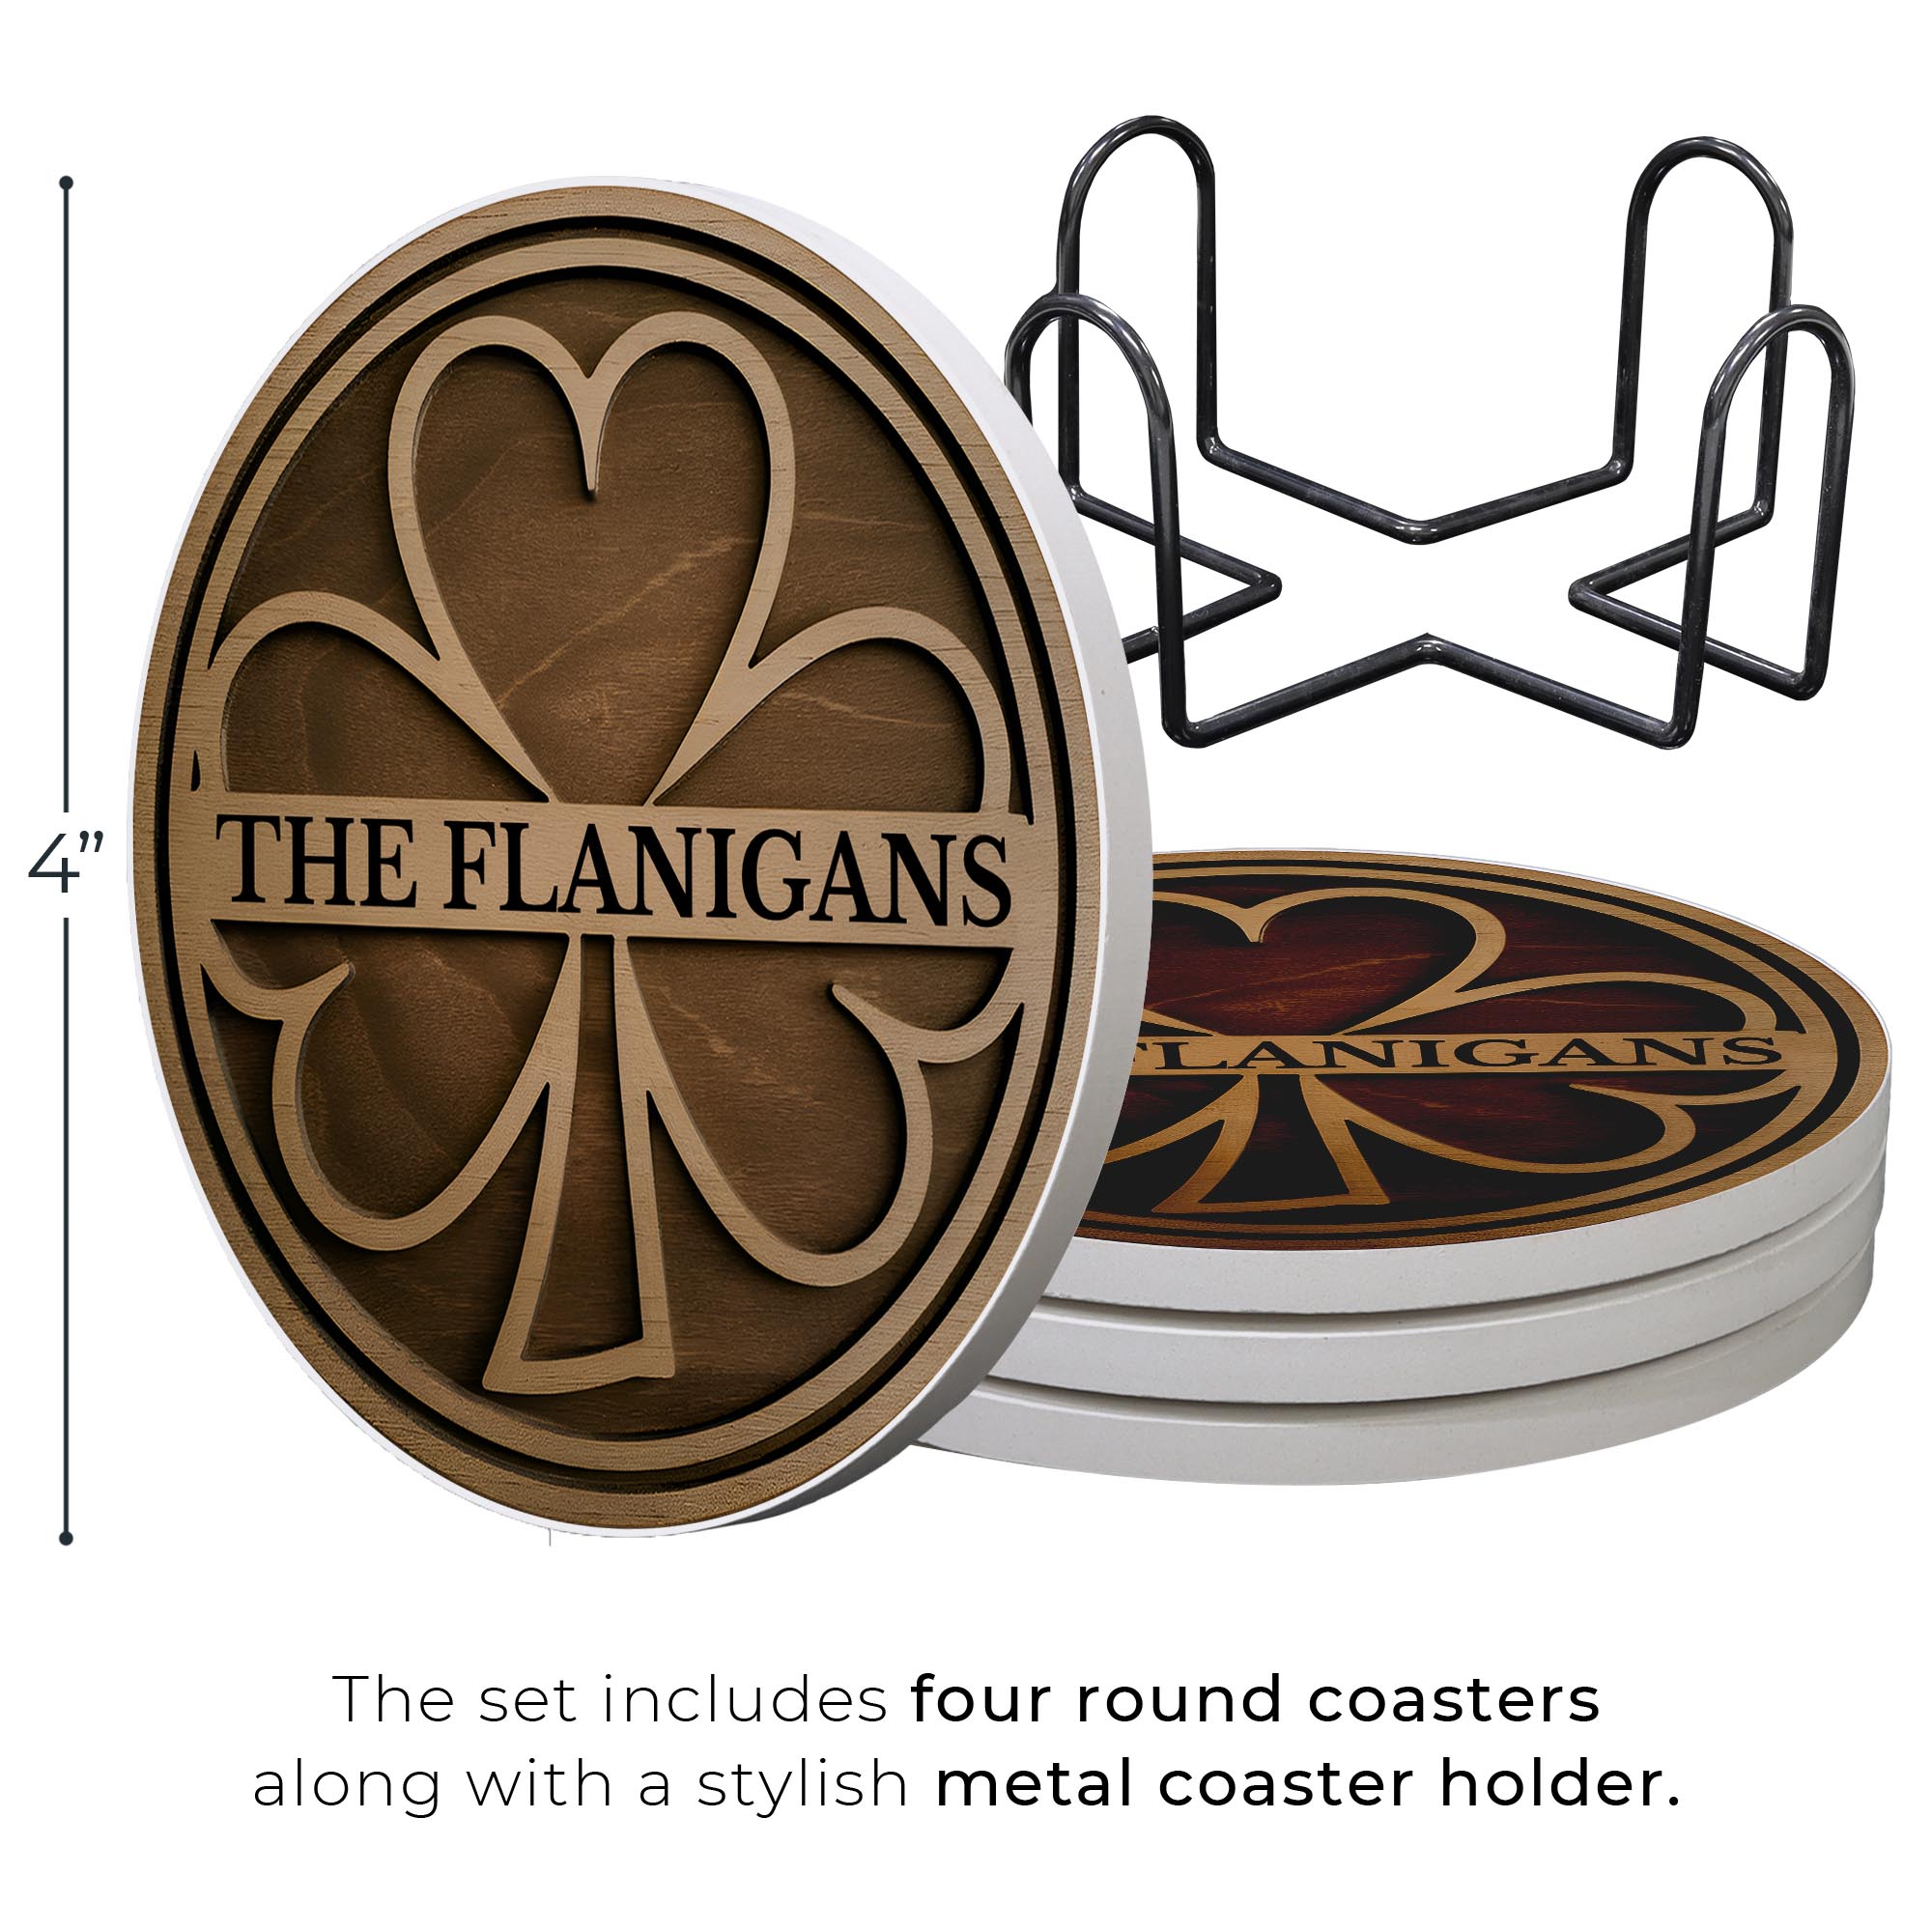 4”
THE FLANIGANS
FLANIGANS
The set includes four round coasters
along with a stylish metal coaster holder.